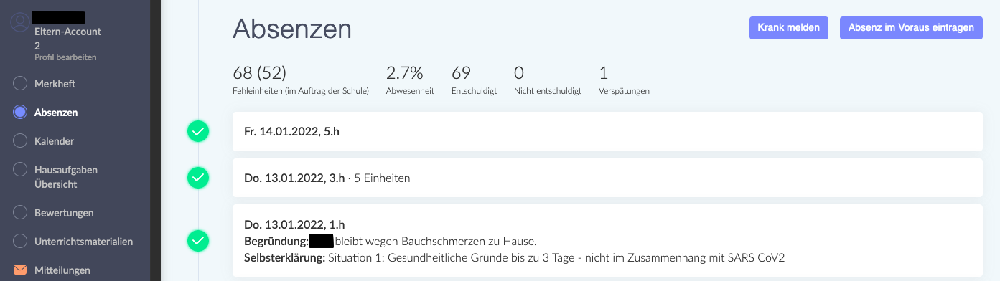 Eltern-Account
2
Profil bearbeiten
Merkheft
Absenzen
Kalender
Hausaufgaben
Übersicht
Bewertungen
Unterrichtsmaterialien
Mitteilungen
Absenzen
Krank melden
Absenz im Voraus eintragen
68 (52)
Fehleinheiten (im Auftrag der Schule)
2.7%
Abwesenheit
69
Entschuldigt
0
Nicht entschuldigt
1
Verspätungen
Fr. 14.01.2022, 5.h
Do. 13.01.2022, 3.h · 5 Einheiten
Do. 13.01.2022, 1.h
Begründung: bleibt wegen Bauchschmerzen zu Hause.
Selbsterklärung: Situation 1: Gesundheitliche Gründe bis zu 3 Tage - nicht im Zusammenhang mit SARS CoV2